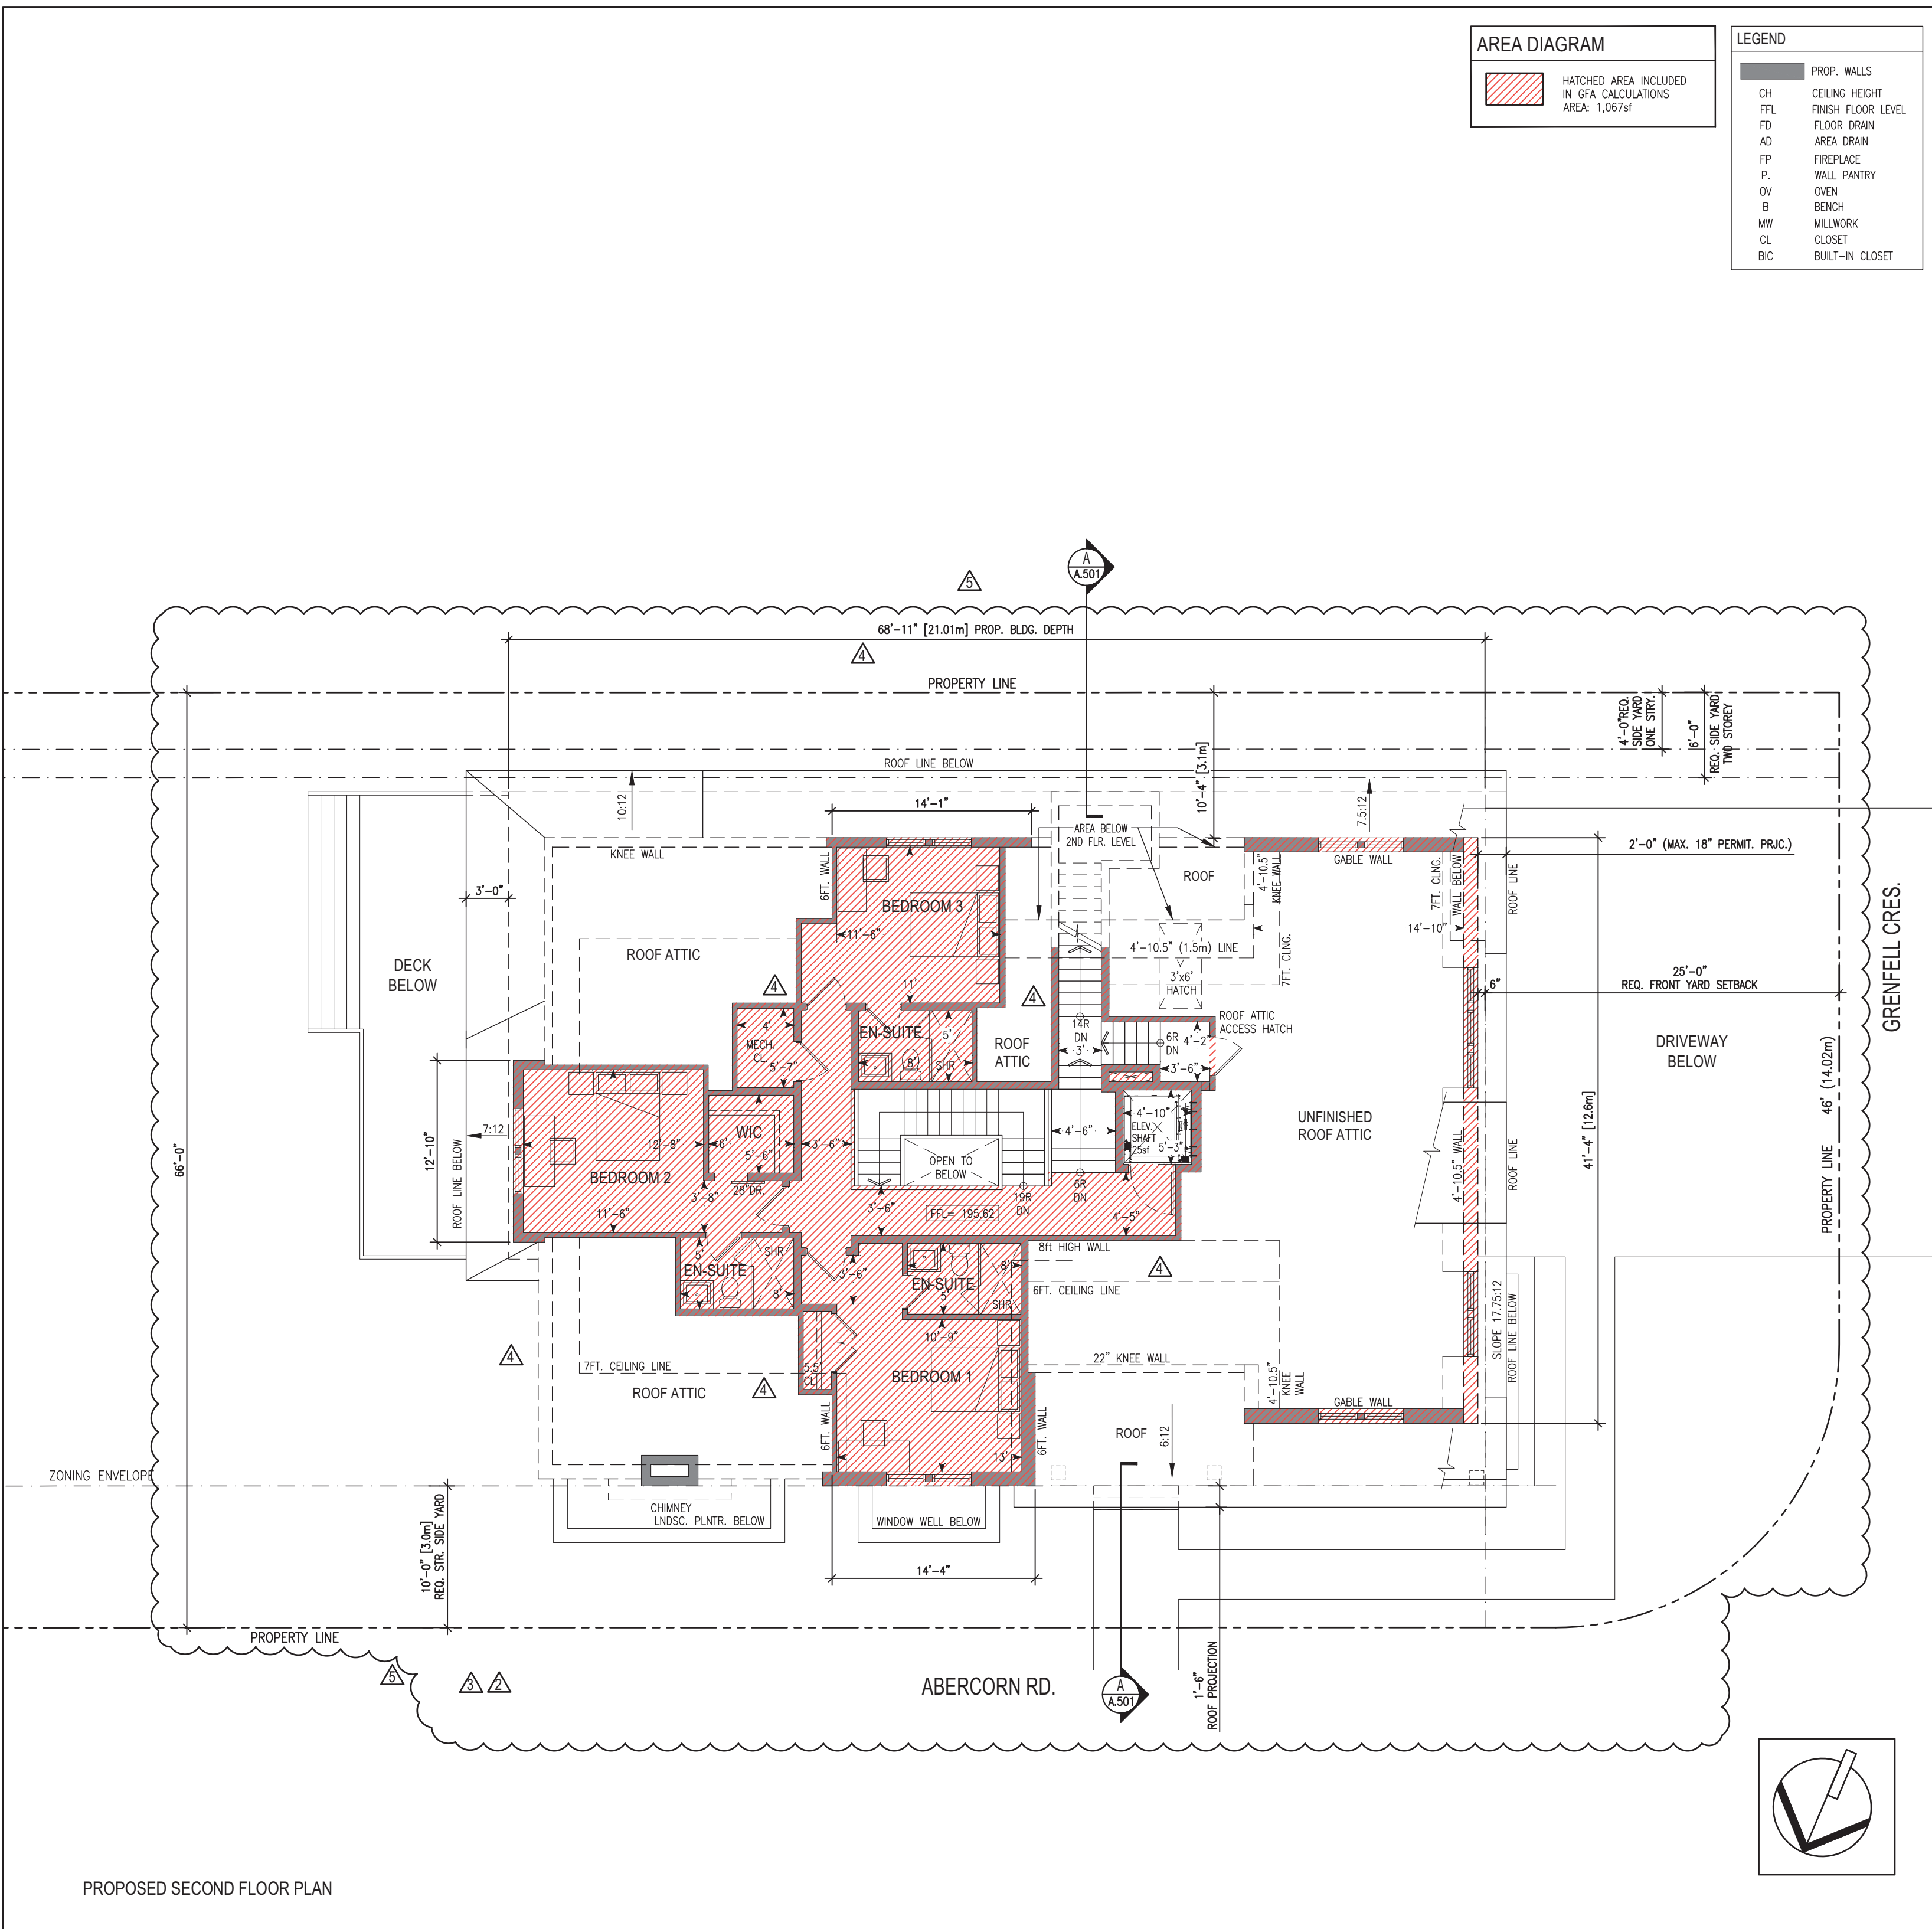 AREA DIAGRAM
HATCHED AREA INCLUDED
IN GFA CALCULATIONS
AREA: 1,067sf
LEGEND
PROP. WALLS
CH CEILING HEIGHT
FFL FINISH FLOOR LEVEL
FD FLOOR DRAIN
AD AREA DRAIN
FP FIREPLACE
P. WALL PANTRY
OV OVEN
B BENCH
MW MILLWORK
CL CLOSET
BIC BUILT-IN CLOSET
A
A.501
5
68'-11" [21.01m] PROP. BLDG. DEPTH
4
PROPERTY LINE
4'-0"REQ.
SIDE YARD
ONE STRY.
6'-0"
REQ. SIDE YARD
TWO STOREY
10'-4" [3.1m]
ROOF LINE BELOW
10:12
14'-1"
7.5:12
AREA BELOW
2ND FLR. LEVEL
KNEE WALL
6FT. WALL
ROOF
4'-10.5"
KNEE WALL
GABLE WALL
7FT. CLNG.
WALL BELOW
ROOF LINE
2'-0" (MAX. 18" PERMIT. PRJC.)
3'-0"
BEDROOM 3
11'-6"
14'-10"
4'-10.5" (1.5m) LINE
7FT. CLNG.
3'x6'
HATCH
ROOF ATTIC
DECK
BELOW
4
11'
4
6"
25'-0"
REQ. FRONT YARD SETBACK
GRENFELL CRES.
4'
MECH.
CL.
5'-7"
EN-SUITE
5'
8'
SHR
ROOF
ATTIC
14R
DN
3'
6R
DN
4'-2"
3'-6"
ROOF ATTIC
ACCESS HATCH
DRIVEWAY
BELOW
46' (14.02m)
PROPERTY LINE
66'-0"
12'-10"
ROOF LINE BELOW
7:12
12'-8"
6'
WIC
5'-6"
3'-6"
4'-6"
4'-10"
ELEV.
SHAFT
25sf
5'-3"
UNFINISHED
ROOF ATTIC
4'-10.5" WALL
ROOF LINE
41'-4" [12.6m]
OPEN TO
BELOW
BEDROOM 2
28"DR.
3'-8"
11'-6"
3'-6"
FFL= 195.62
19R
DN
6R
DN
4'-5"
5'
SHR
EN-SUITE
8'
3'-6"
EN-SUITE
8'
5'
SHR
8ft HIGH WALL
4
6FT. CEILING LINE
SLOPE 17.75:12
ROOF LINE BELOW
4
7FT. CEILING LINE
5.5'
CL
10'-9"
BEDROOM 1
22" KNEE WALL
4'-10.5"
KNEE
WALL
ROOF ATTIC
4
6FT. WALL
13'
6FT. WALL
ROOF
6:12
GABLE WALL
ZONING ENVELOPE
10'-0" [3.0m]
REQ. STR. SIDE YARD
CHIMNEY
LNDSC. PLNTR. BELOW
WINDOW WELL BELOW
14'-4"
PROPERTY LINE
5
3
2
ABERCORN RD.
A
A.501
1'-6"
ROOF PROJECTION
PROPOSED SECOND FLOOR PLAN